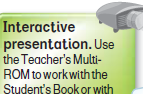 Interactive
presentation. Use
the Teacher's Multi-
ROM to work with the
Student's Book or with